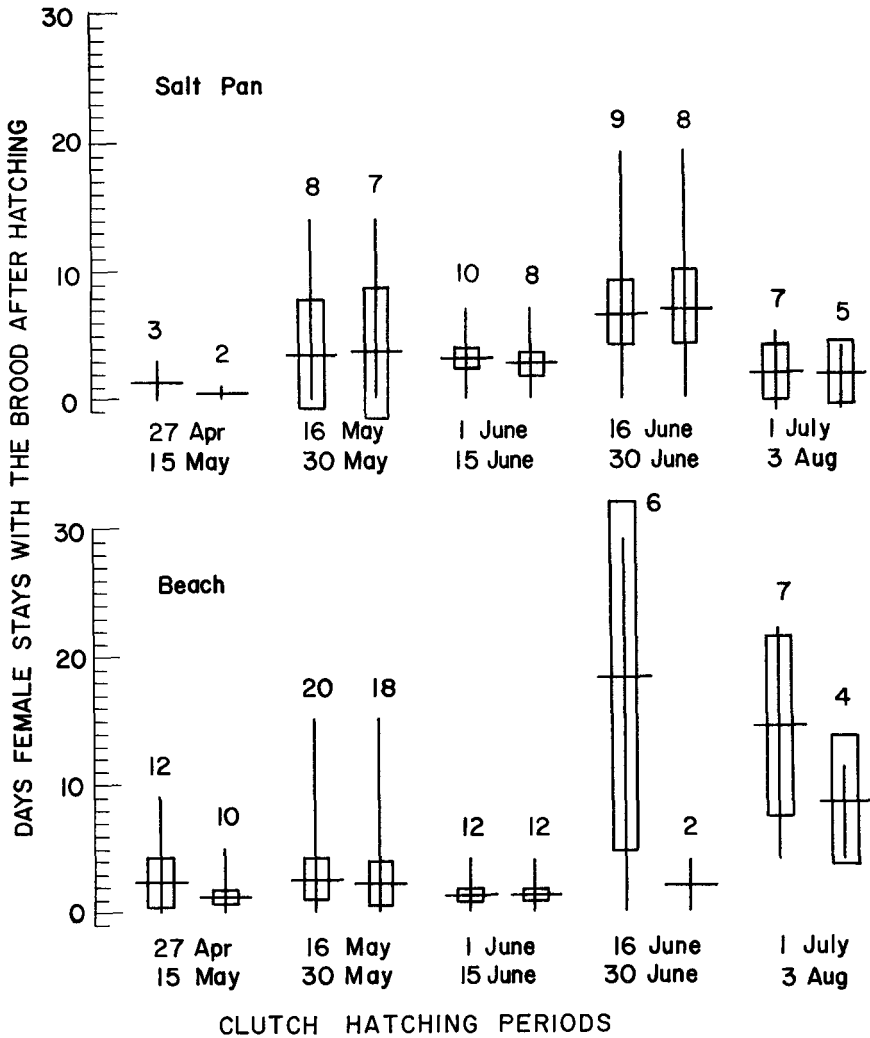 DAYS FEMALE STAYS WITH THE BROOD AFTER HATCHING
30
20
10
0
Salt Pan
3 2 8 7 10 8 9 8 7 5
27 Apr 16 May 1 June 16 June 1 July
15 May 30 May 15 June 30 June 3 Aug
30
20
10
0
Beach
12 10 20 18 12 12 6 2 7 4
27 Apr 16 May 1 June 16 June 1 July
15 May 30 May 15 June 30 June 3 Aug
CLUTCH HATCHING PERIODS